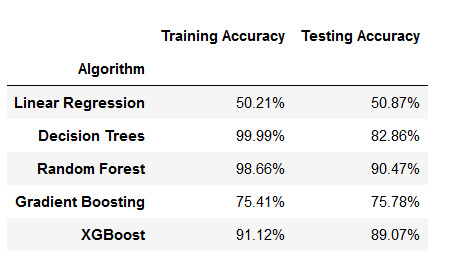 Training Accuracy Testing Accuracy
Algorithm
Linear Regression 50.21% 50.87%
Decision Trees 99.99% 82.86%
Random Forest 98.66% 90.47%
Gradient Boosting 75.41% 75.78%
XGBoost 91.12% 89.07%